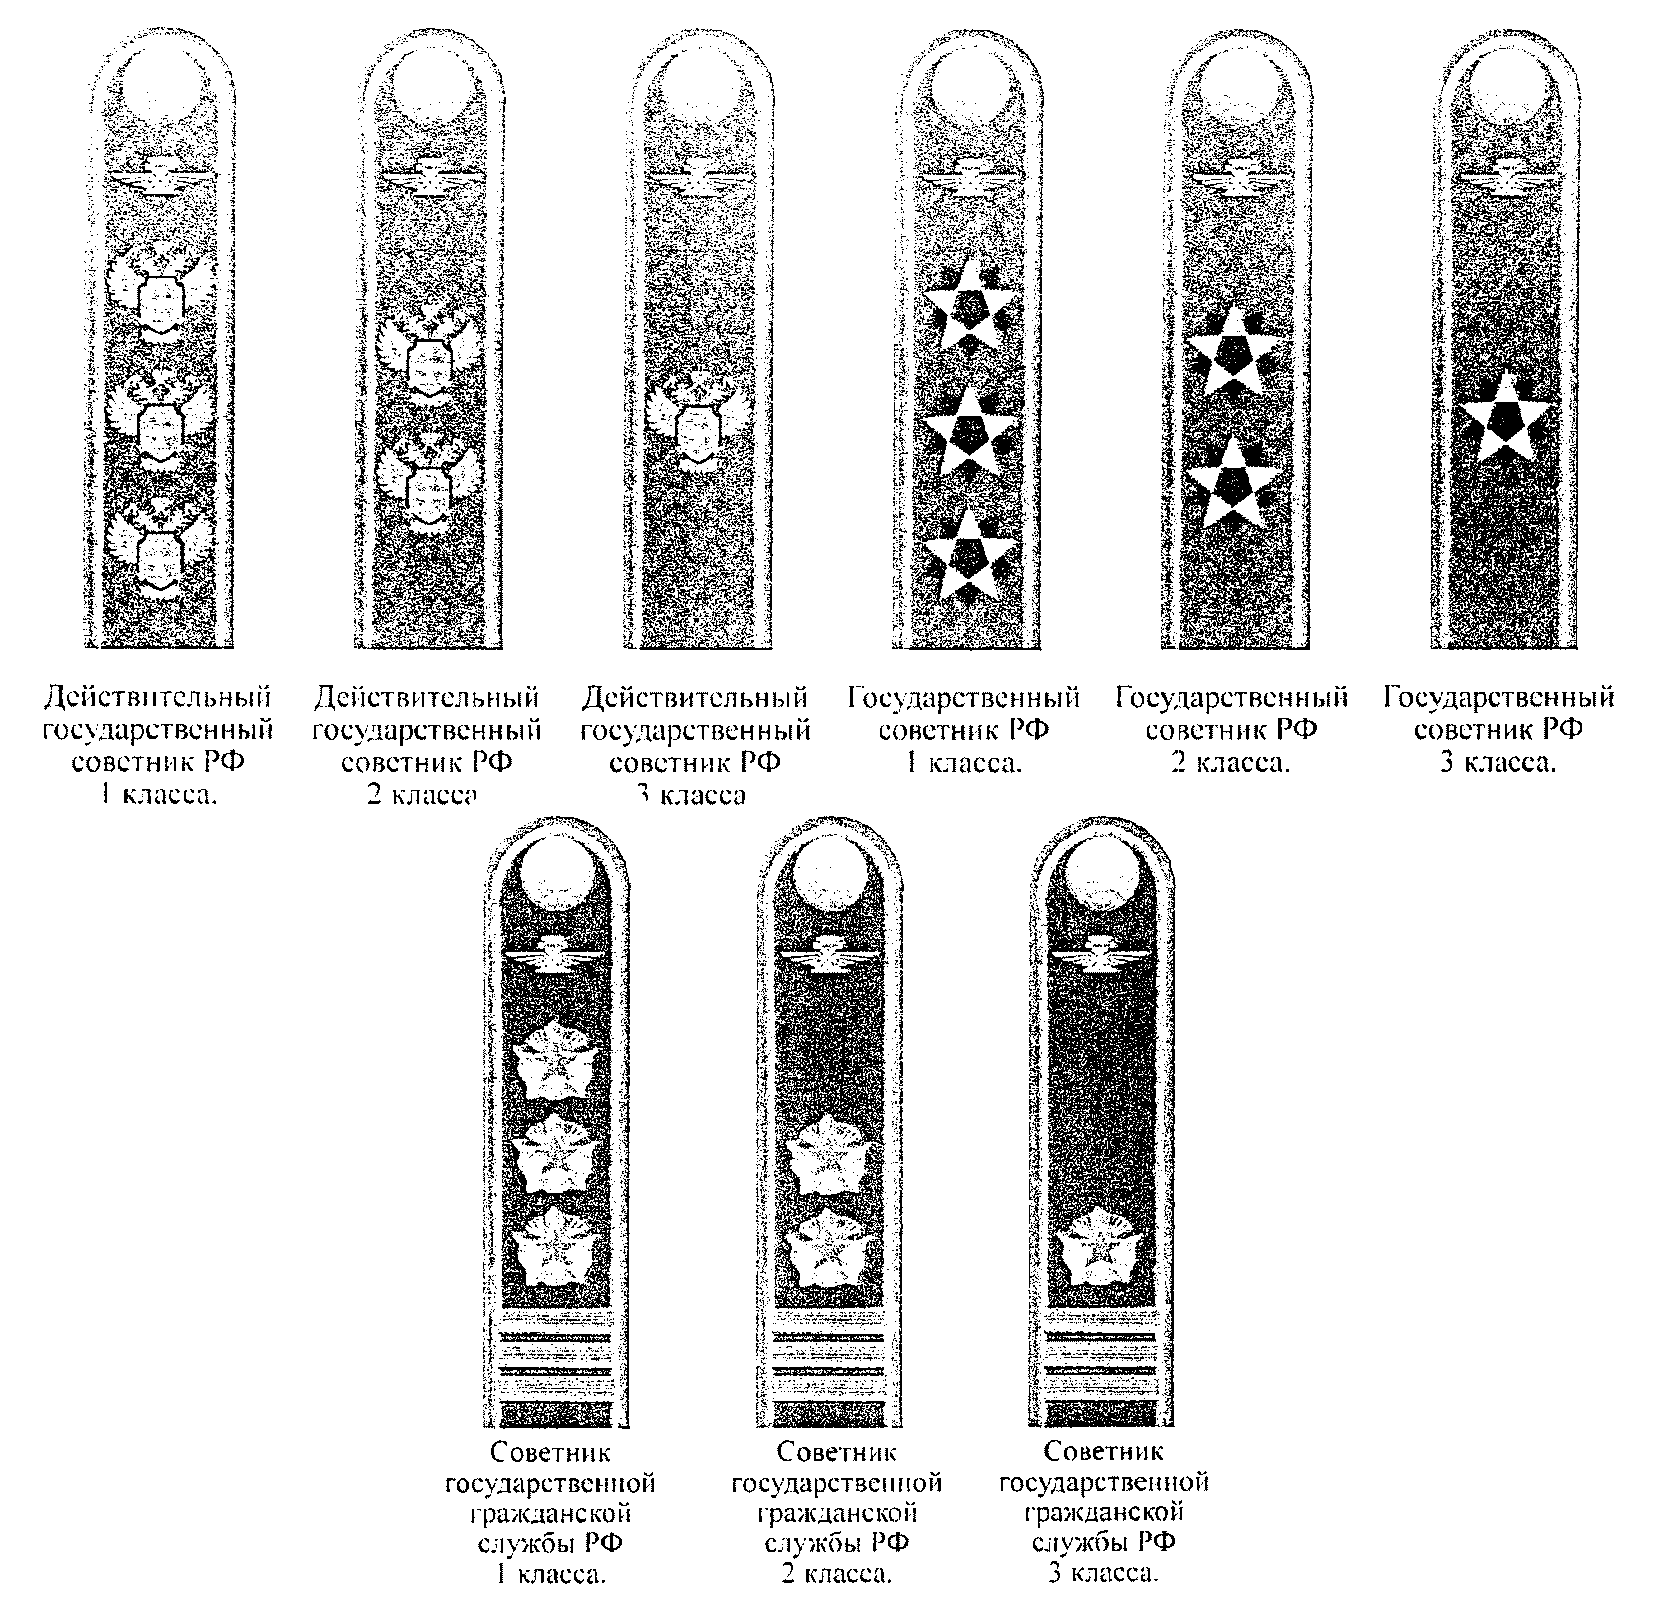 Действительный
государственный
советник РФ
1 класса.
Действительный
государственный
советник РФ
2 класса
Действительный
государственный
советник РФ
3 класса
Государственный
советник РФ
1 класса.
Государственный
советник РФ
2 класса.
Государственный
советник РФ
3 класса.
Советник
государственной
гражданской
службы РФ
1 класса.
Советник
государственной
гражданской
службы РФ
2 класса.
Советник
государственной
гражданской
службы РФ
3 класса.